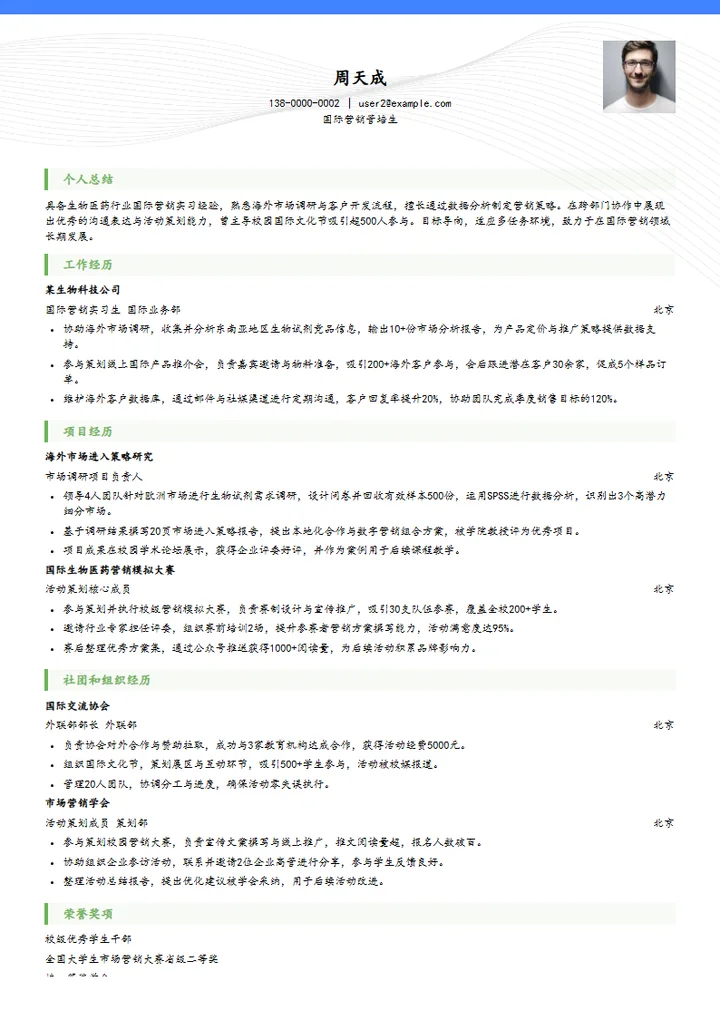 周天成
138-0000-0002 | user2@example.com
国际营销管培生
个人总结
具备生物医药行业国际营销实习经验，熟悉海外市场调研与客户开发流程，擅长通过数据分析制定营销策略。在跨部门协作中展现
出优秀的沟通表达与活动策划能力，曾主导校园国际文化节吸引超500人参与。目标导向，适应多任务环境，致力于在国际营销领域
长期发展。
工作经历
某生物科技公司
国际营销实习生 国际业务部 北京
• 协助海外市场调研，收集并分析东南亚地区生物试剂竞品信息，输出10+份市场分析报告，为产品定价与推广策略提供数据支
持。
• 参与策划线上国际产品推介会，负责嘉宾邀请与物料准备，吸引200+海外客户参与，会后跟进潜在客户30余家，促成5个样品订
单。
• 维护海外客户数据库，通过邮件与社媒渠道进行定期沟通，客户回复率提升20%，协助团队完成季度销售目标的120%。
项目经历
海外市场进入策略研究
市场调研项目负责人 北京
• 领导4人团队针对欧洲市场进行生物试剂需求调研，设计问卷并回收有效样本500份，运用SPSS进行数据分析，识别出3个高潜力
细分市场。
• 基于调研结果撰写20页市场进入策略报告，提出本地化合作与数字营销组合方案，被学院教授评为优秀项目。
• 项目成果在校园学术论坛展示，获得企业评委好评，并作为案例用于后续课程教学。
国际生物医药营销模拟大赛
活动策划核心成员 北京
• 参与策划并执行校级营销模拟大赛，负责赛制设计与宣传推广，吸引30支队伍参赛，覆盖全校200+学生。
• 邀请行业专家担任评委，组织赛前培训2场，提升参赛者营销方案撰写能力，活动满意度达95%。
• 赛后整理优秀方案集，通过公众号推送获得1000+阅读量，为后续活动积累品牌影响力。
社团和组织经历
国际交流协会
外联部部长 外联部 北京
• 负责协会对外合作与赞助拉取，成功与3家教育机构达成合作，获得活动经费5000元。
• 组织国际文化节，策划展区与互动环节，吸引500+学生参与，活动被校媒报道。
• 管理20人团队，协调分工与进度，确保活动零失误执行。
市场营销学会
活动策划成员 策划部 北京
• 参与策划校园营销大赛，负责宣传文案撰写与线上推广，推文阅读量超，报名人数破百。
• 协助组织企业参访活动，联系并邀请2位企业高管进行分享，参与学生反馈良好。
• 整理活动总结报告，提出优化建议被学会采纳，用于后续活动改进。
荣誉奖项
校级优秀学生干部
全国大学生市场营销大赛省级二等奖